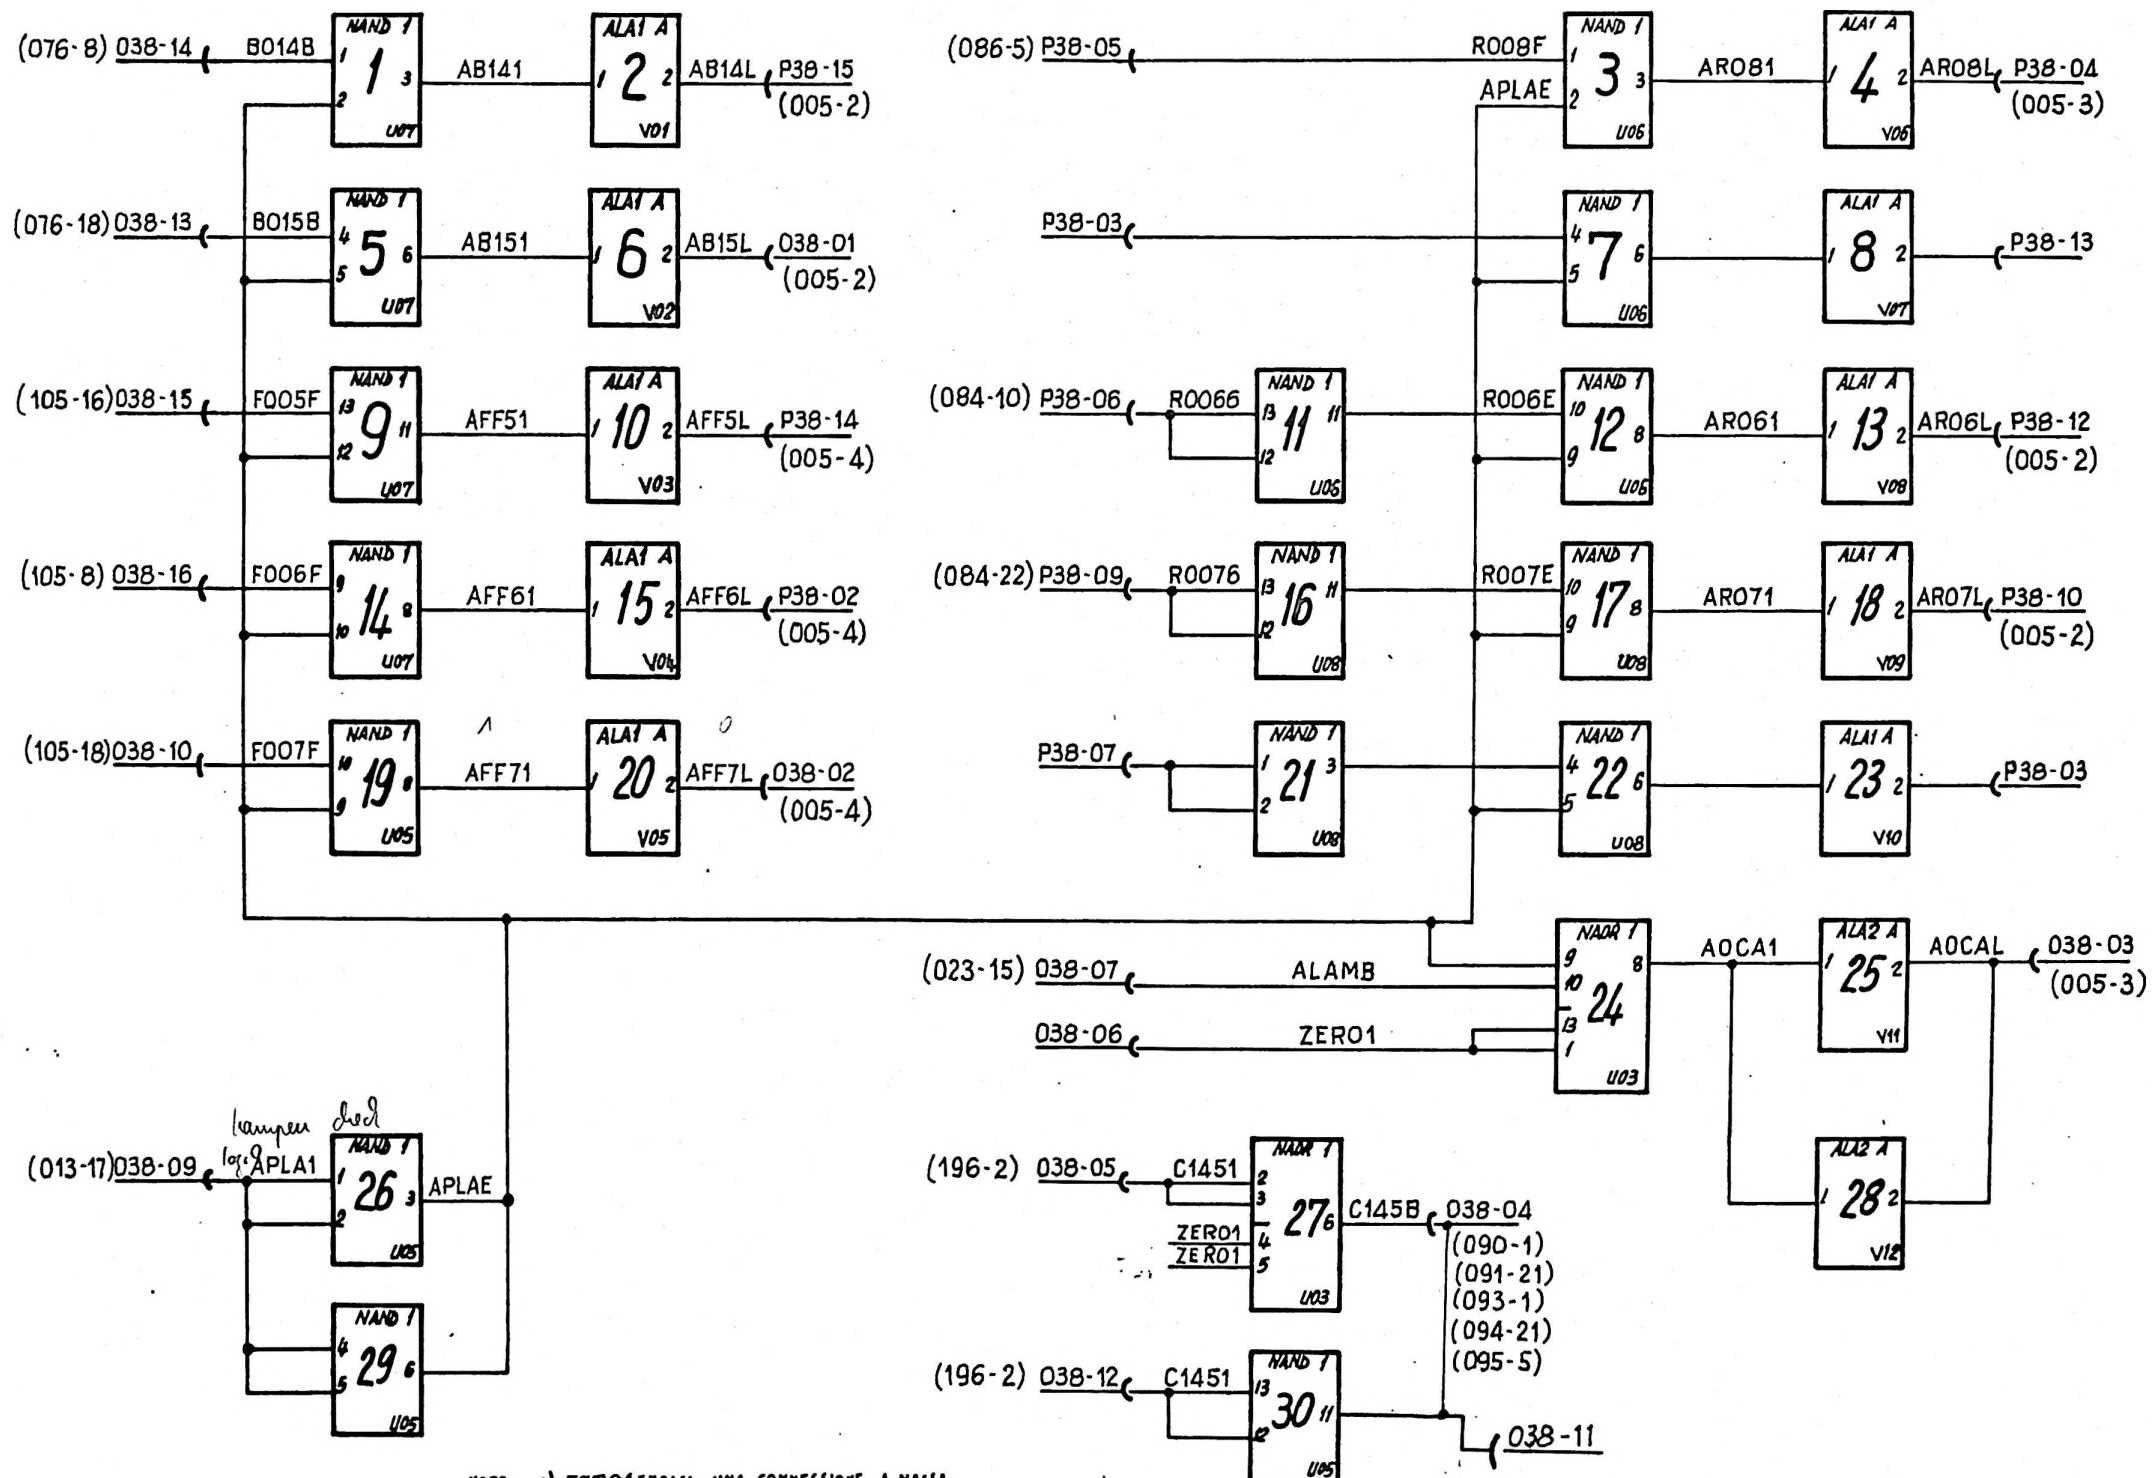 (076-8) 038-14 B014B NAND 1 1 2 1 3 U07 AB141 ALA1 A 1 2 2 V01 AB14L P38-15 (005-2)
(086-5) P38-05 R008F APLAE NAND 1 1 2 3 3 U06 AR081 ALA1 A 1 4 2 V06 AR08L P38-04 (005-3)
(076-18) 038-13 B015B NAND 1 4 5 5 6 U07 AB151 ALA1 A 1 6 2 V02 AB15L 038-01 (005-2)
P38-03 NAND 1 4 5 7 6 U06 ALA1 A 1 8 2 V07 P38-13
(105-16) 038-15 F005F NAND 1 13 12 9 11 U07 AFF51 ALA1 A 1 10 2 V03 AFF5L P38-14 (005-4)
(084-10) P38-06 R0066 NAND 1 13 12 11 11 U06 R006E NAND 1 10 9 12 8 U06 AR061 ALA1 A 1 13 2 V08 AR06L P38-12 (005-2)
(105-8) 038-16 F006F NAND 1 9 10 14 8 U07 AFF61 ALA1 A 1 15 2 V04 AFF6L P38-02 (005-4)
(084-22) P38-09 R0076 NAND 1 13 12 16 11 U08 R007E NAND 1 10 9 17 8 U08 AR071 ALA1 A 1 18 2 V09 AR07L P38-10 (005-2)
(105-18) 038-10 F007F NAND 1 10 9 19 8 U05 1 AFF71 ALA1 A 1 20 2 V05 0 AFF7L 038-02 (005-4)
P38-07 NAND 1 1 2 21 3 U08 NAND 1 4 5 22 6 U08 ALA1 A 1 23 2 V10 P38-03
(023-15) 038-07 ALAMB 038-06 ZERO1 NAOR 1 9 10 13 1 24 8 U03 AOCA1 ALA2 A 1 25 2 V11 AOCAL 038-03 (005-3)
ALA2 A 1 28 2 V12
(013-17) 038-09 APLA1 NAND 1 1 2 26 3 U05 APLAE
(196-2) 038-05 C1451 ZERO1 ZERO1 NAOR 1 2 3 4 5 27 6 U03 C145B 038-04
(090-1)
(091-21)
(093-1)
(094-21)
(095-5)
NAND 1 4 5 29 6 U05
(196-2) 038-12 C1451 NAND 1 13 12 30 11 U05 038-11